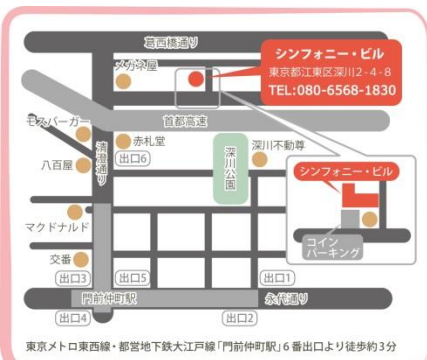 葛西橋通り
メガネ屋
シンフォニー・ビル
東京都江東区深川2-4-8
TEL:080-6568-1830
モスバーガー
首都高速
赤札堂
出口6
清澄通り
八百屋
深川公園
深川不動尊
シンフォニー・ビル
コイン
パーキング
マクドナルド
交番
出口3
出口5
出口1
門前仲町駅
永代通り
出口4
出口2
東京メトロ東西線・都営地下鉄大江戸線「門前仲町駅」6番出口より徒歩約3分